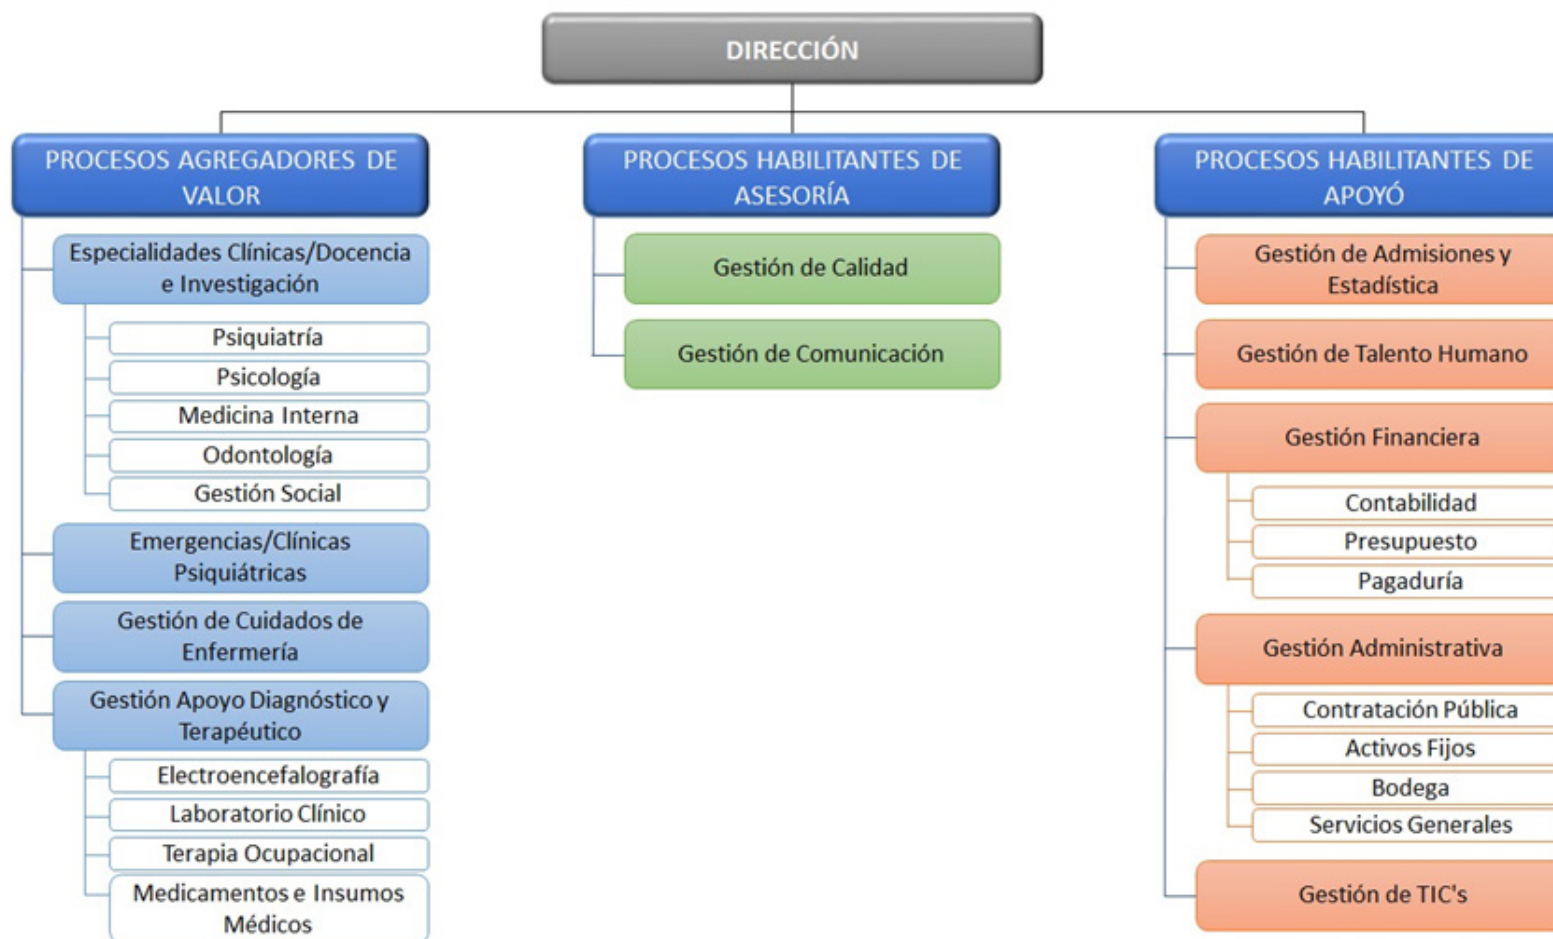 DIRECCIÓN
PROCESOS AGREGADORES DE
VALOR
Especialidades Clínicas/Docencia
e Investigación
Psiquiatría
Psicología
Medicina Interna
Odontología
Gestión Social
Emergencias/Clínicas
Psiquiátricas
Gestión de Cuidados de
Enfermería
Gestión Apoyo Diagnóstico y
Terapéutico
Electroencefalografía
Laboratorio Clínico
Terapia Ocupacional
Medicamentos e Insumos
Médicos
PROCESOS HABILITANTES DE
ASESORÍA
Gestión de Calidad
Gestión de Comunicación
PROCESOS HABILITANTES DE
APOYÓ
Gestión de Admisiones y
Estadística
Gestión de Talento Humano
Gestión Financiera
Contabilidad
Presupuesto
Pagaduría
Gestión Administrativa
Contratación Pública
Activos Fijos
Bodega
Servicios Generales
Gestión de TIC's